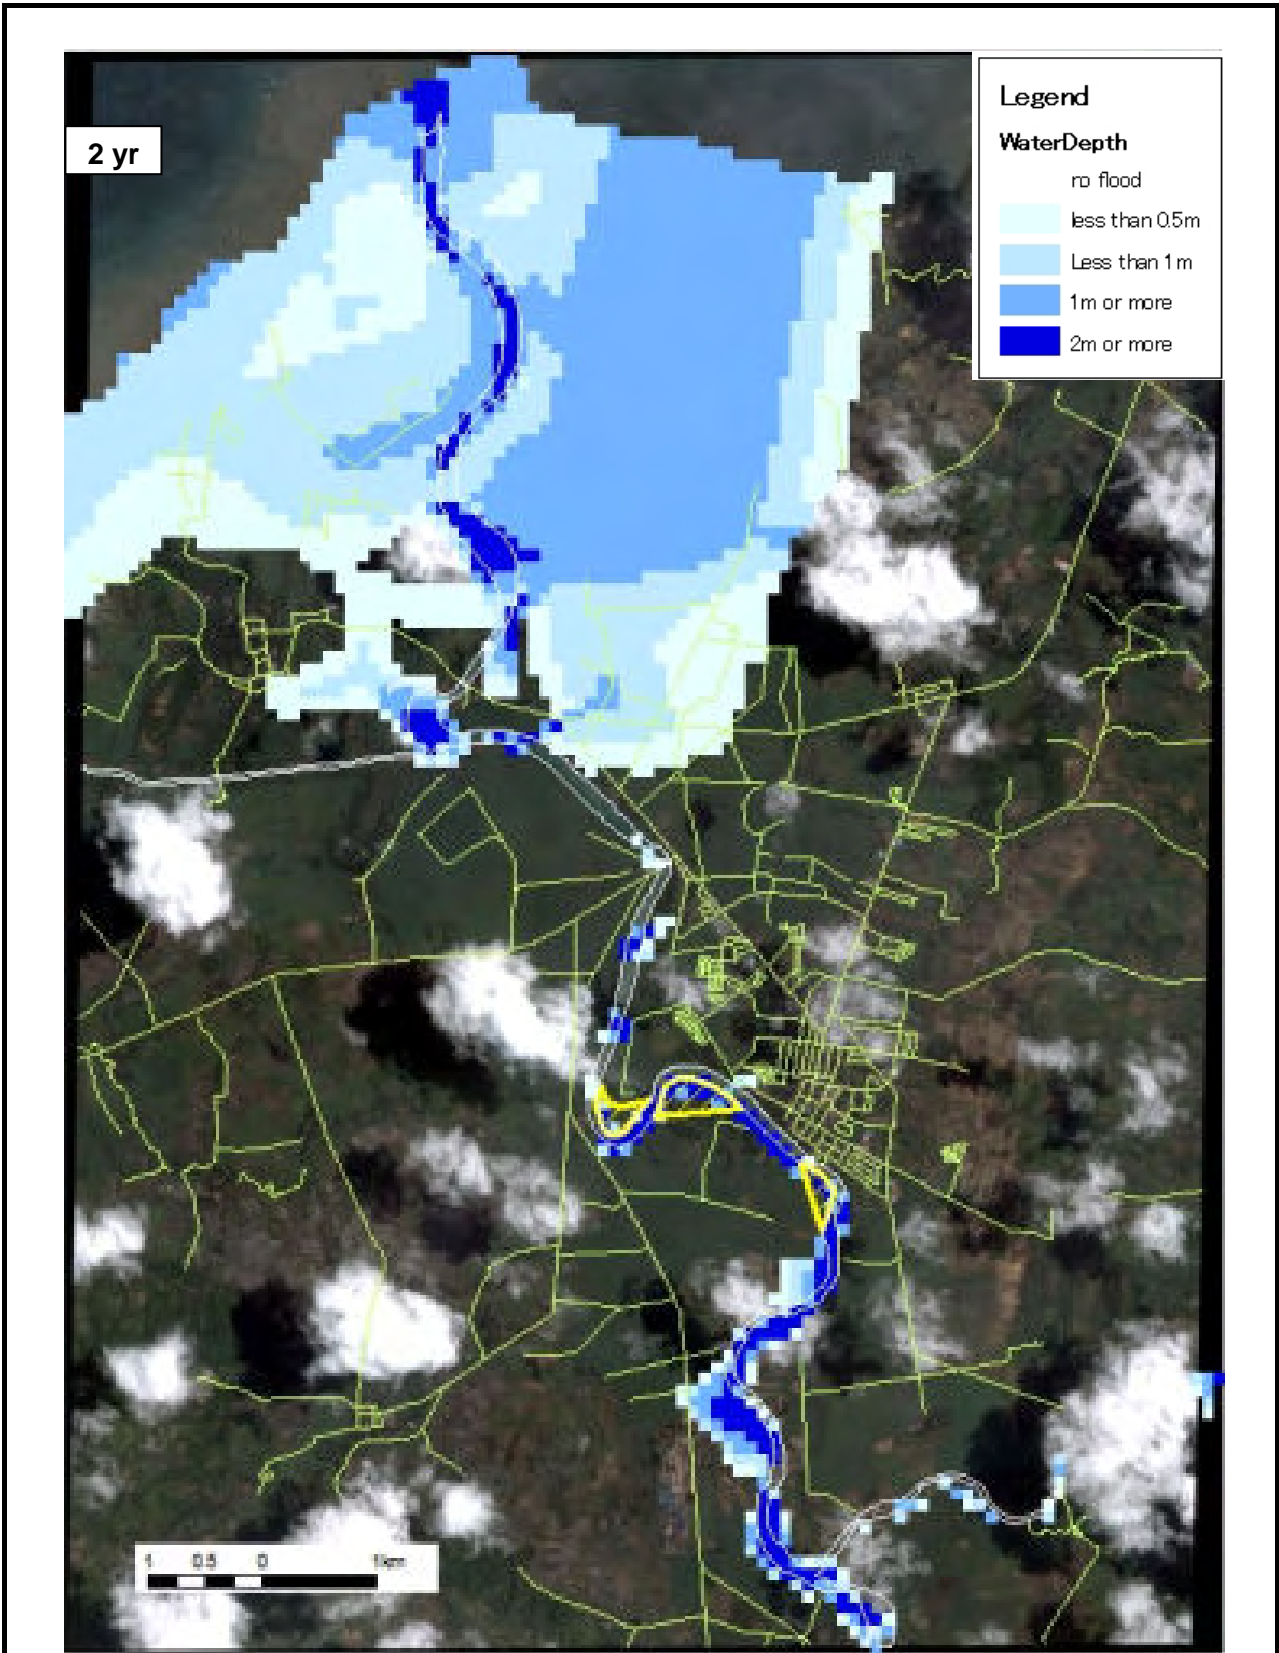 2 yr
Legend
WaterDepth
no flood
less than 0.5m
Less than 1m
1m or more
2m or more
1 0.5 0 1km